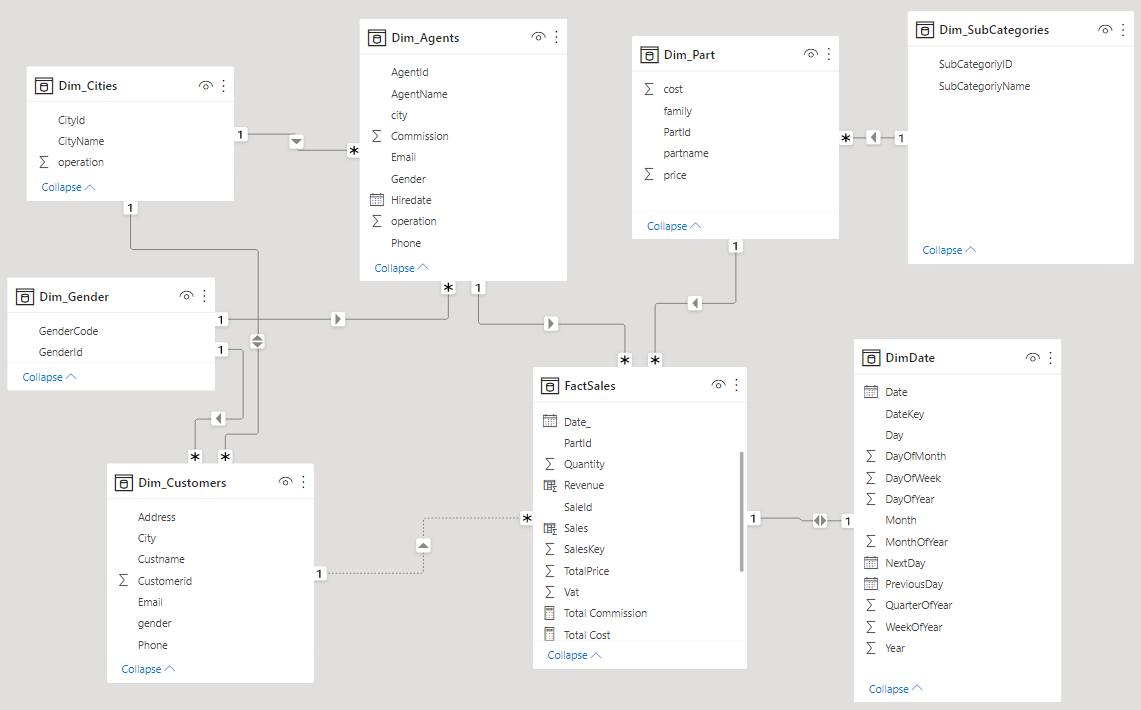 Dim_Cities
CityId
CityName
operation
Collapse
1
*
1
Dim_Agents
AgentId
AgentName
city
Commission
Email
Gender
Hiredate
operation
Phone
Collapse
*
1
Dim_Part
cost
family
PartId
partname
price
Collapse
1
*
1
Dim_SubCategories
SubCategoriyID
SubCategoriyName
Collapse
Dim_Gender
GenderCode
GenderId
Collapse
1
1
*
*
Dim_Customers
Address
City
Custname
Customerid
Email
gender
Phone
Collapse
1
*
*
*
FactSales
Date_
PartId
Quantity
Revenue
SaleId
Sales
SalesKey
TotalPrice
Vat
Total Commission
Total Cost
Collapse
1
1
DimDate
Date
DateKey
Day
DayOfMonth
DayOfWeek
DayOfYear
Month
MonthOfYear
NextDay
PreviousDay
QuarterOfYear
WeekOfYear
Year
Collapse